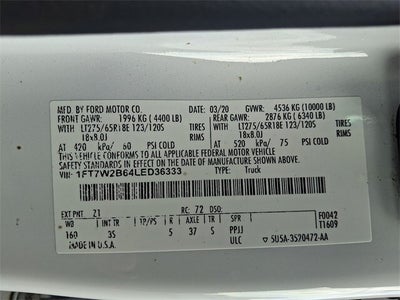 MFD. BY FORD MOTOR CO. 03/20 GVWR: 4536 KG (10000 LB)
FRONT GAWR: 1996 KG (4400 LB) REAR GAWR: 2876 KG (6340 LB)
WITH LT275/65R18E 123/120S TIRES WITH LT275/65R18E 123/120S TIRES
18x8.0J RIMS 18x8.0J RIMS
AT 420 kPa/ 60 PSI COLD AT 520 kPa/ 75 PSI COLD
THIS VEHICLE CONFORMS TO ALL APPLICABLE FEDERAL MOTOR VEHICLE
SAFETY STANDARDS IN EFFECT ON THE DATE OF MANUFACTURE SHOWN ABOVE.
VIN: 1FT7W2B64LED36333 TYPE: Truck
EXT PNT: Z1 RC: 72 DSO:
WB INT TR TP/PS R AXLE TR SPR F0042
160 3S 5 37 S PPJJ T1609
MADE IN U.S.A. ULC 5U5A-3520472-AA